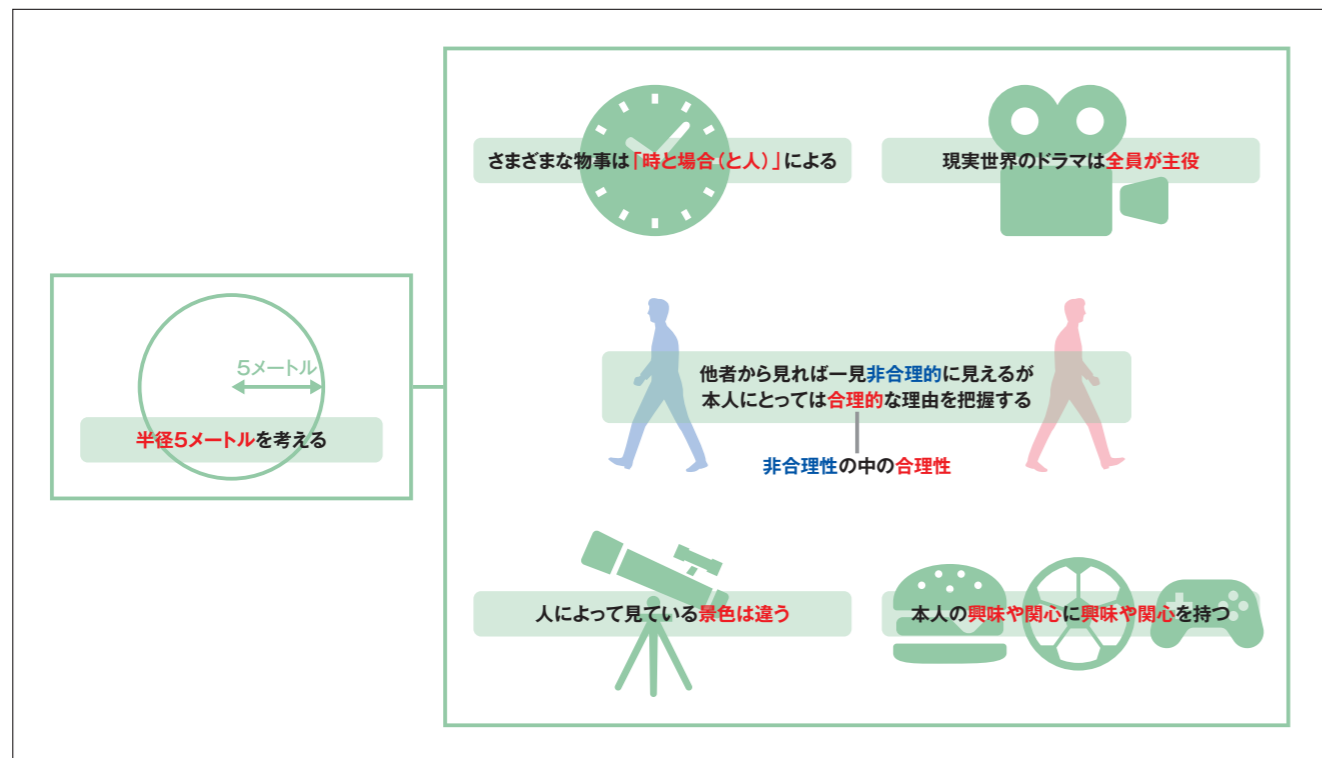 5メートル
半径5メートルを考える
さまざまな物事は「時と場合(と人)」による
現実世界のドラマは全員が主役
他者から見れば一見非合理的に見えるが
本人にとっては合理的な理由を把握する
非合理性の中の合理性
人によって見ている景色は違う
本人の興味や関心に興味や関心を持つ